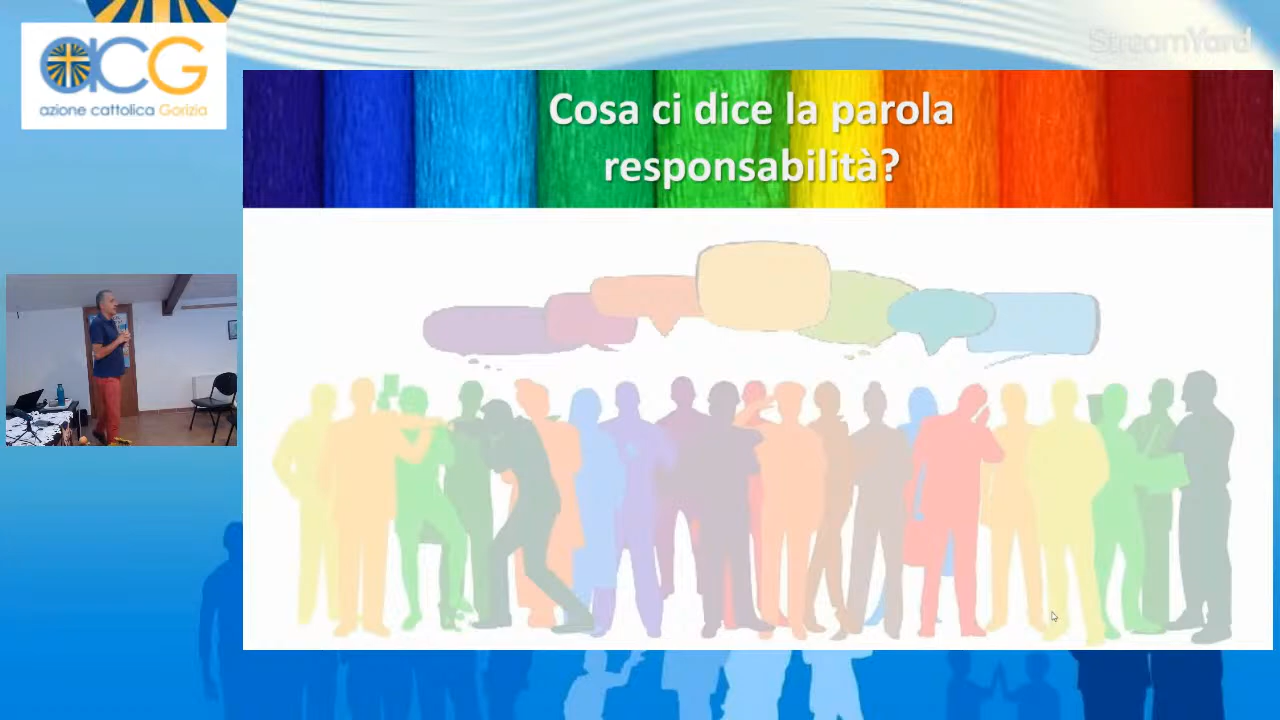 StreamYard
aCG
azione cattolica Gorizia
Cosa ci dice la parola
responsabilità?